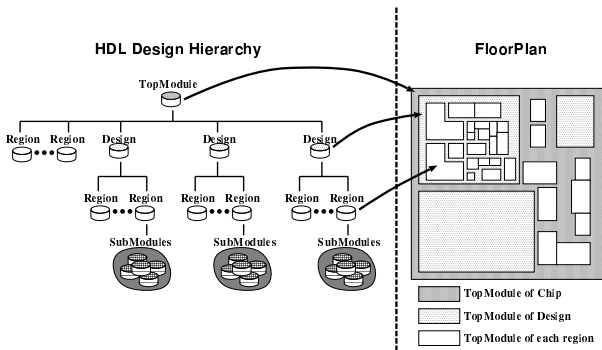 HDL Design Hierarchy
FloorPlan
TopModule
Region
Region
Design
Design
Design
Region
Region
Region
Region
Region
Region
SubModules
SubModules
SubModules
TopModule of Chip
TopModule of Design
TopModule of each region